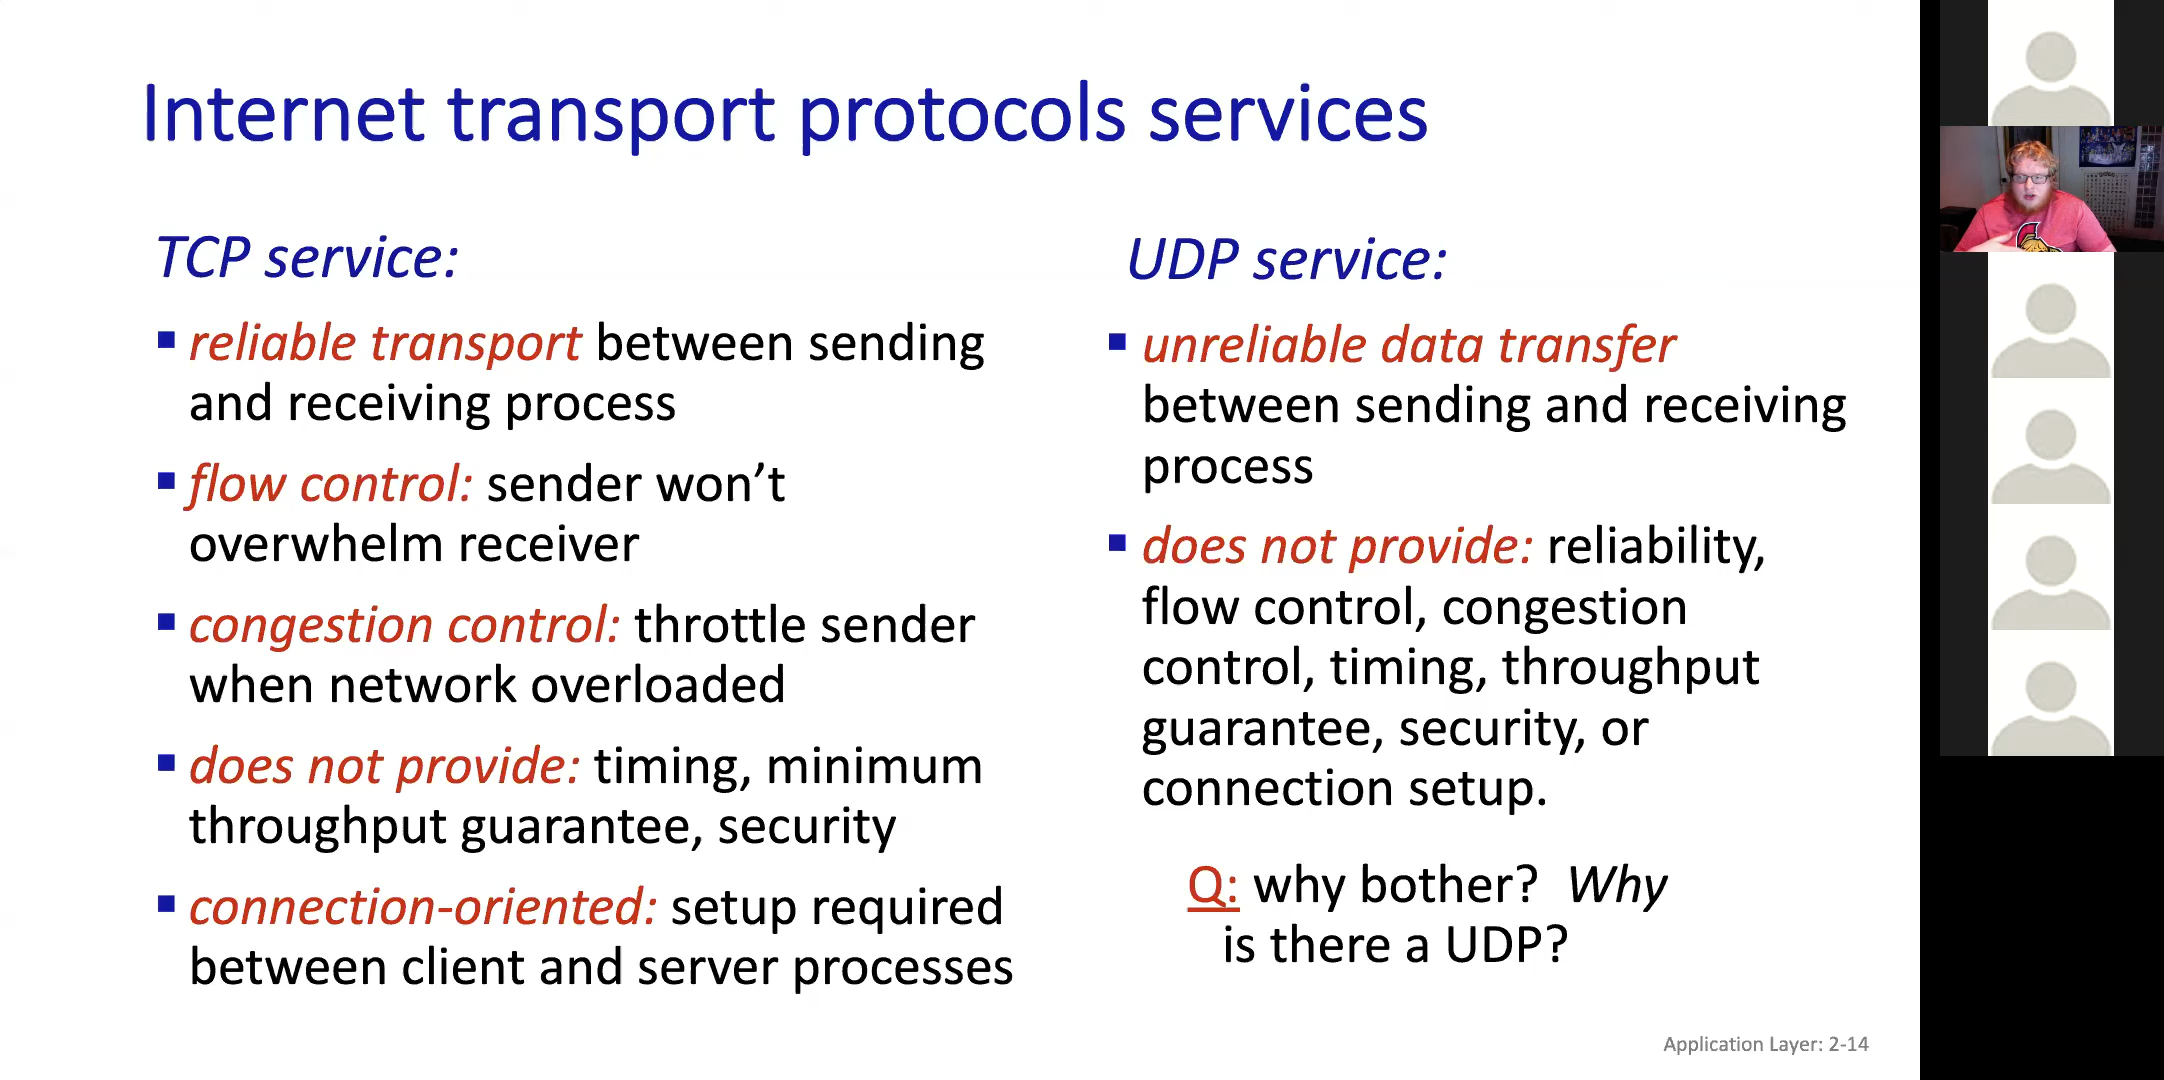 Internet transport protocols services
TCP service:
▪ reliable transport between sending
and receiving process
▪ flow control: sender won’t
overwhelm receiver
▪ congestion control: throttle sender
when network overloaded
▪ does not provide: timing, minimum
throughput guarantee, security
▪ connection-oriented: setup required
between client and server processes
UDP service:
▪ unreliable data transfer
between sending and receiving
process
▪ does not provide: reliability,
flow control, congestion
control, timing, throughput
guarantee, security, or
connection setup.
Q: why bother? Why
is there a UDP?
Application Layer: 2-14